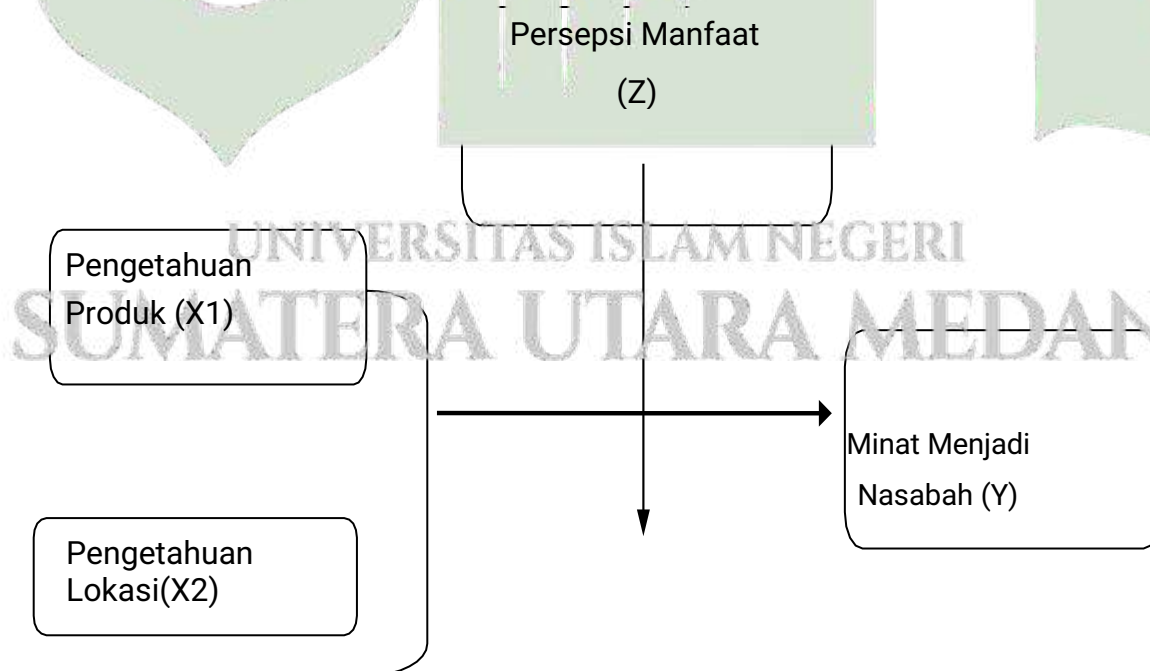 Persepsi Manfaat
(Z)
UNIVERSITAS ISLAM NEGERI
SUMATERA UTARA MEDAN
Pengetahuan
Produk (X1)
Minat Menjadi
Nasabah (Y)
Pengetahuan
Lokasi(X2)